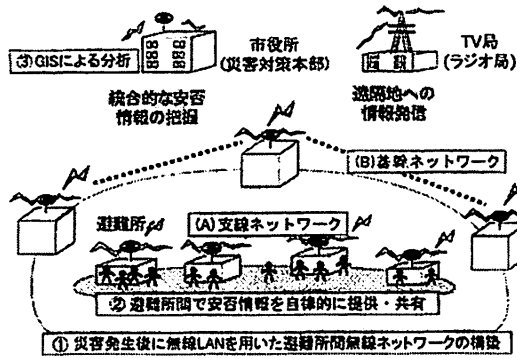 ③GISによる分析
市役所
(災害対策本部)
TV局
(ラジオ局)
統合的な安否
情報の把握
遠隔地への
情報発信
(B)基線ネットワーク
避難所
(A)支線ネットワーク
② 避難所間で安否情報を自律的に提供・共有
① 災害発生後に無線LANを用いた避難所間無線ネットワークの構築